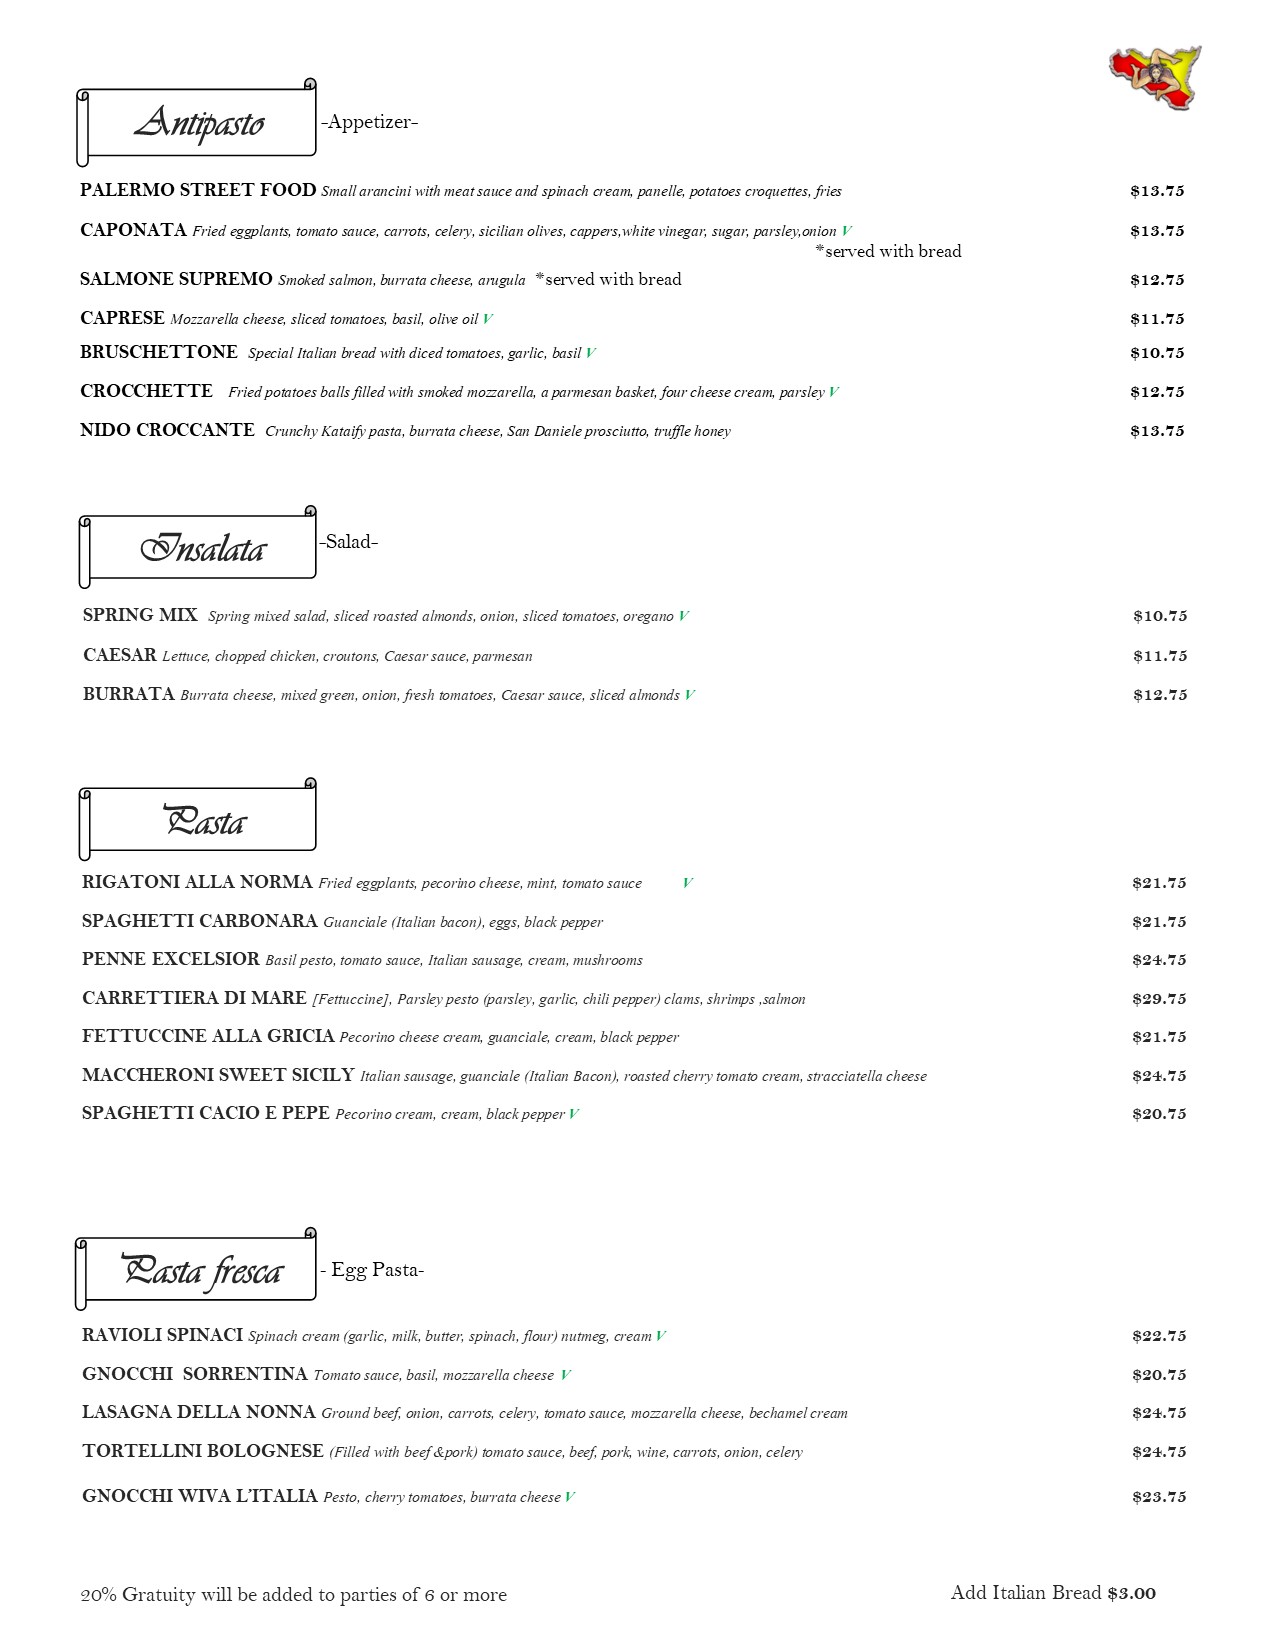 Antipasto -Appetizer-
PALERMO STREET FOOD Small arancini with meat sauce and spinach cream, panelle, potatoes croquettes, fries $13.75
CAPONATA Fried eggplants, tomato sauce, carrots, celery, sicilian olives, cappers,white vinegar, sugar, parsley,onion V $13.75
*served with bread
SALMONE SUPREMO Smoked salmon, burrata cheese, arugula *served with bread $12.75
CAPRESE Mozzarella cheese, sliced tomatoes, basil, olive oil V $11.75
BRUSCHETTONE Special Italian bread with diced tomatoes, garlic, basil V $10.75
CROCCHETTE Fried potatoes balls filled with smoked mozzarella, a parmesan basket, four cheese cream, parsley V $12.75
NIDO CROCCANTE Crunchy Kataify pasta, burrata cheese, San Daniele prosciutto, truffle honey $13.75
Insalata -Salad-
SPRING MIX Spring mixed salad, sliced roasted almonds, onion, sliced tomatoes, oregano V $10.75
CAESAR Lettuce, chopped chicken, croutons, Caesar sauce, parmesan $11.75
BURRATA Burrata cheese, mixed green, onion, fresh tomatoes, Caesar sauce, sliced almonds V $12.75
Pasta
RIGATONI ALLA NORMA Fried eggplants, pecorino cheese, mint, tomato sauce V $21.75
SPAGHETTI CARBONARA Guanciale (Italian bacon), eggs, black pepper $21.75
PENNE EXCELSIOR Basil pesto, tomato sauce, Italian sausage, cream, mushrooms $24.75
CARRETTIERA DI MARE [Fettuccine], Parsley pesto (parsley, garlic, chili pepper) clams, shrimps ,salmon $29.75
FETTUCCINE ALLA GRICIA Pecorino cheese cream, guanciale, cream, black pepper $21.75
MACCHERONI SWEET SICILY Italian sausage, guanciale (Italian Bacon), roasted cherry tomato cream, stracciatella cheese $24.75
SPAGHETTI CACIO E PEPE Pecorino cream, cream, black pepper V $20.75
Pasta fresca - Egg Pasta-
RAVIOLI SPINACI Spinach cream (garlic, milk, butter, spinach, flour) nutmeg, cream V $22.75
GNOCCHI SORRENTINA Tomato sauce, basil, mozzarella cheese V $20.75
LASAGNA DELLA NONNA Ground beef, onion, carrots, celery, tomato sauce, mozzarella cheese, bechamel cream $24.75
TORTELLINI BOLOGNESE (Filled with beef &pork) tomato sauce, beef, pork, wine, carrots, onion, celery $24.75
GNOCCHI WIVA L'ITALIA Pesto, cherry tomatoes, burrata cheese V $23.75
20% Gratuity will be added to parties of 6 or more Add Italian Bread $3.00